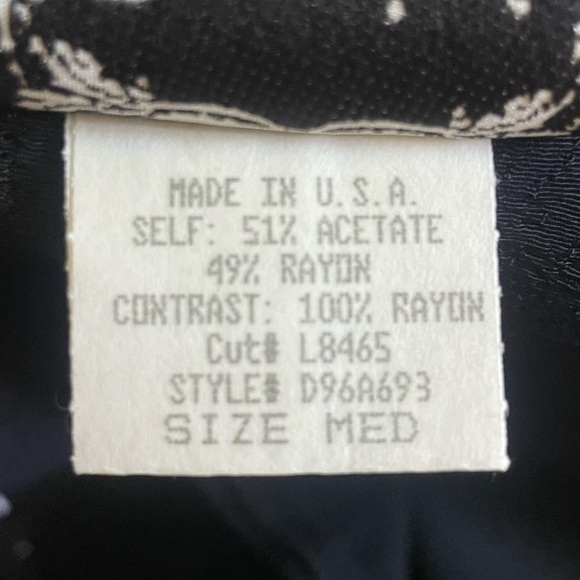 MADE IN U.S.A.
SELF: 51% ACETATE
49% RAYON
CONTRAST: 100% RAYON
Cut# L8465
STYLE# D96A693
SIZE MED